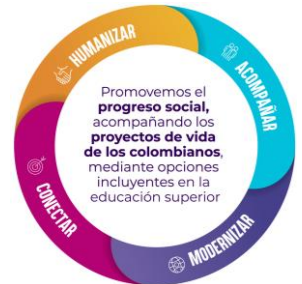 HUMANIZAR
ACOMPAÑAR
Promovemos el
progreso social,
acompañando los
proyectos de vida
de los colombianos,
mediante opciones
incluyentes en la
educación superior
CONECTAR
MODERNIZAR